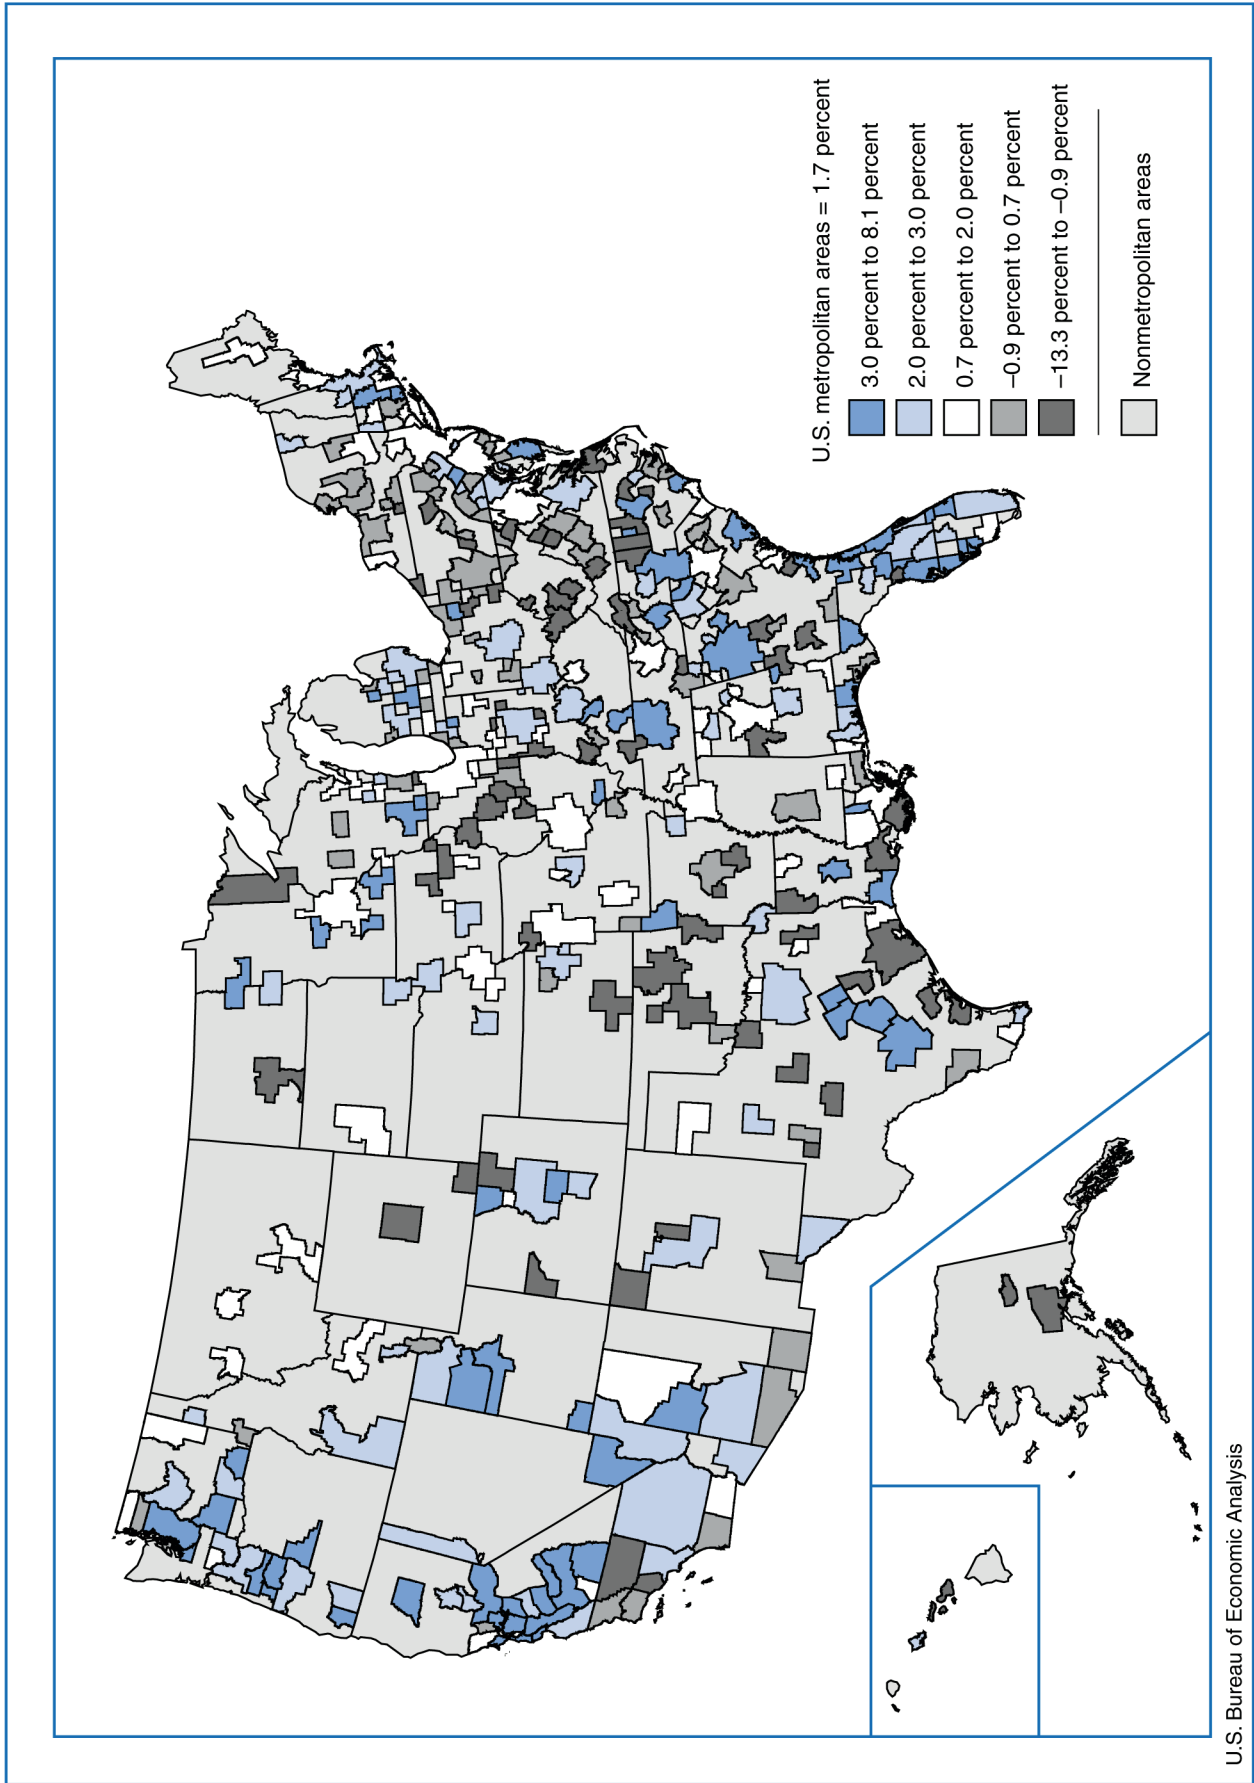 U.S. metropolitan areas = 1.7 percent
3.0 percent to 8.1 percent
2.0 percent to 3.0 percent
0.7 percent to 2.0 percent
–0.9 percent to 0.7 percent
–13.3 percent to –0.9 percent
Nonmetropolitan areas
U.S. Bureau of Economic Analysis